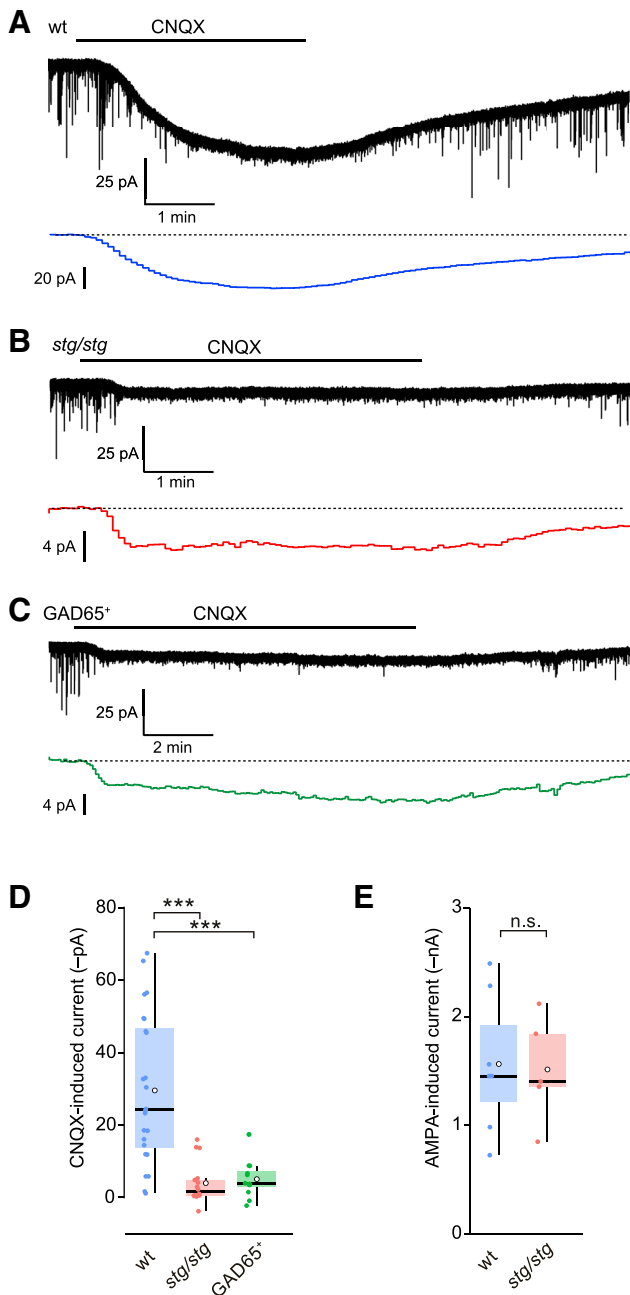 A wt CNQX
25 pA
1 min
20 pA
B stg/stg CNQX
25 pA
1 min
4 pA
C GAD65⁺ CNQX
25 pA
2 min
4 pA
D
CNQX-induced current (–pA)
80
60
40
20
0
***
***
wt
stg/stg
GAD65⁺
E
AMPA-induced current (–nA)
3
2
1
0
n.s.
wt
stg/stg